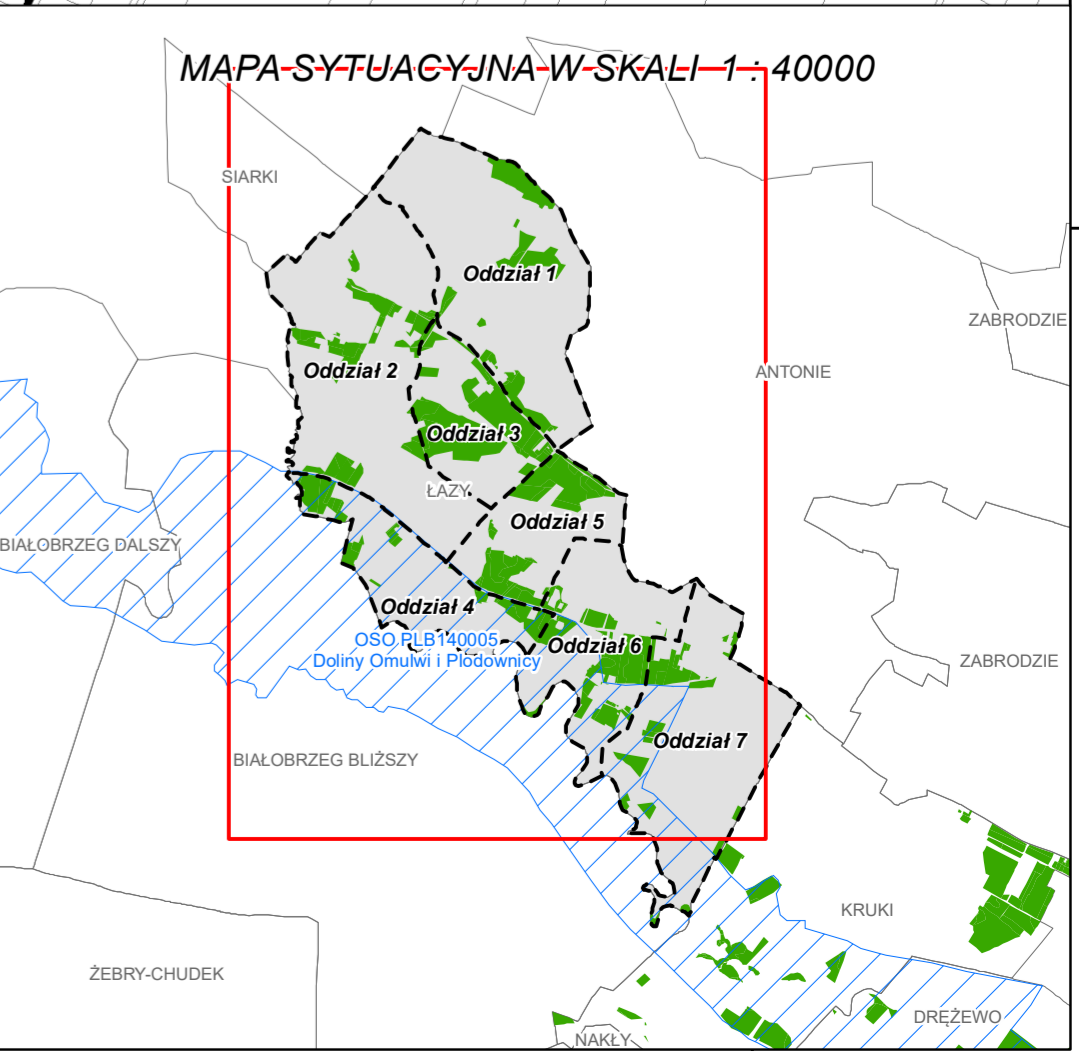 MAPA SYTUACYJNA W SKALI 1 : 40000
SIARKI
Oddział 1
ZABRODZIE
Oddział 2
ANTONIE
Oddział 3
ŁAZY
Oddział 5
BIAŁOBRZEG DALSZY
Oddział 4
OSO PLB140005
Doliny Omulwi i Płodownicy
Oddział 6
ZABRODZIE
Oddział 7
BIAŁOBRZEG BLIŻSZY
KRUKI
ŻEBRY-CHUDEK
DRĘŻEWO
NAKŁY